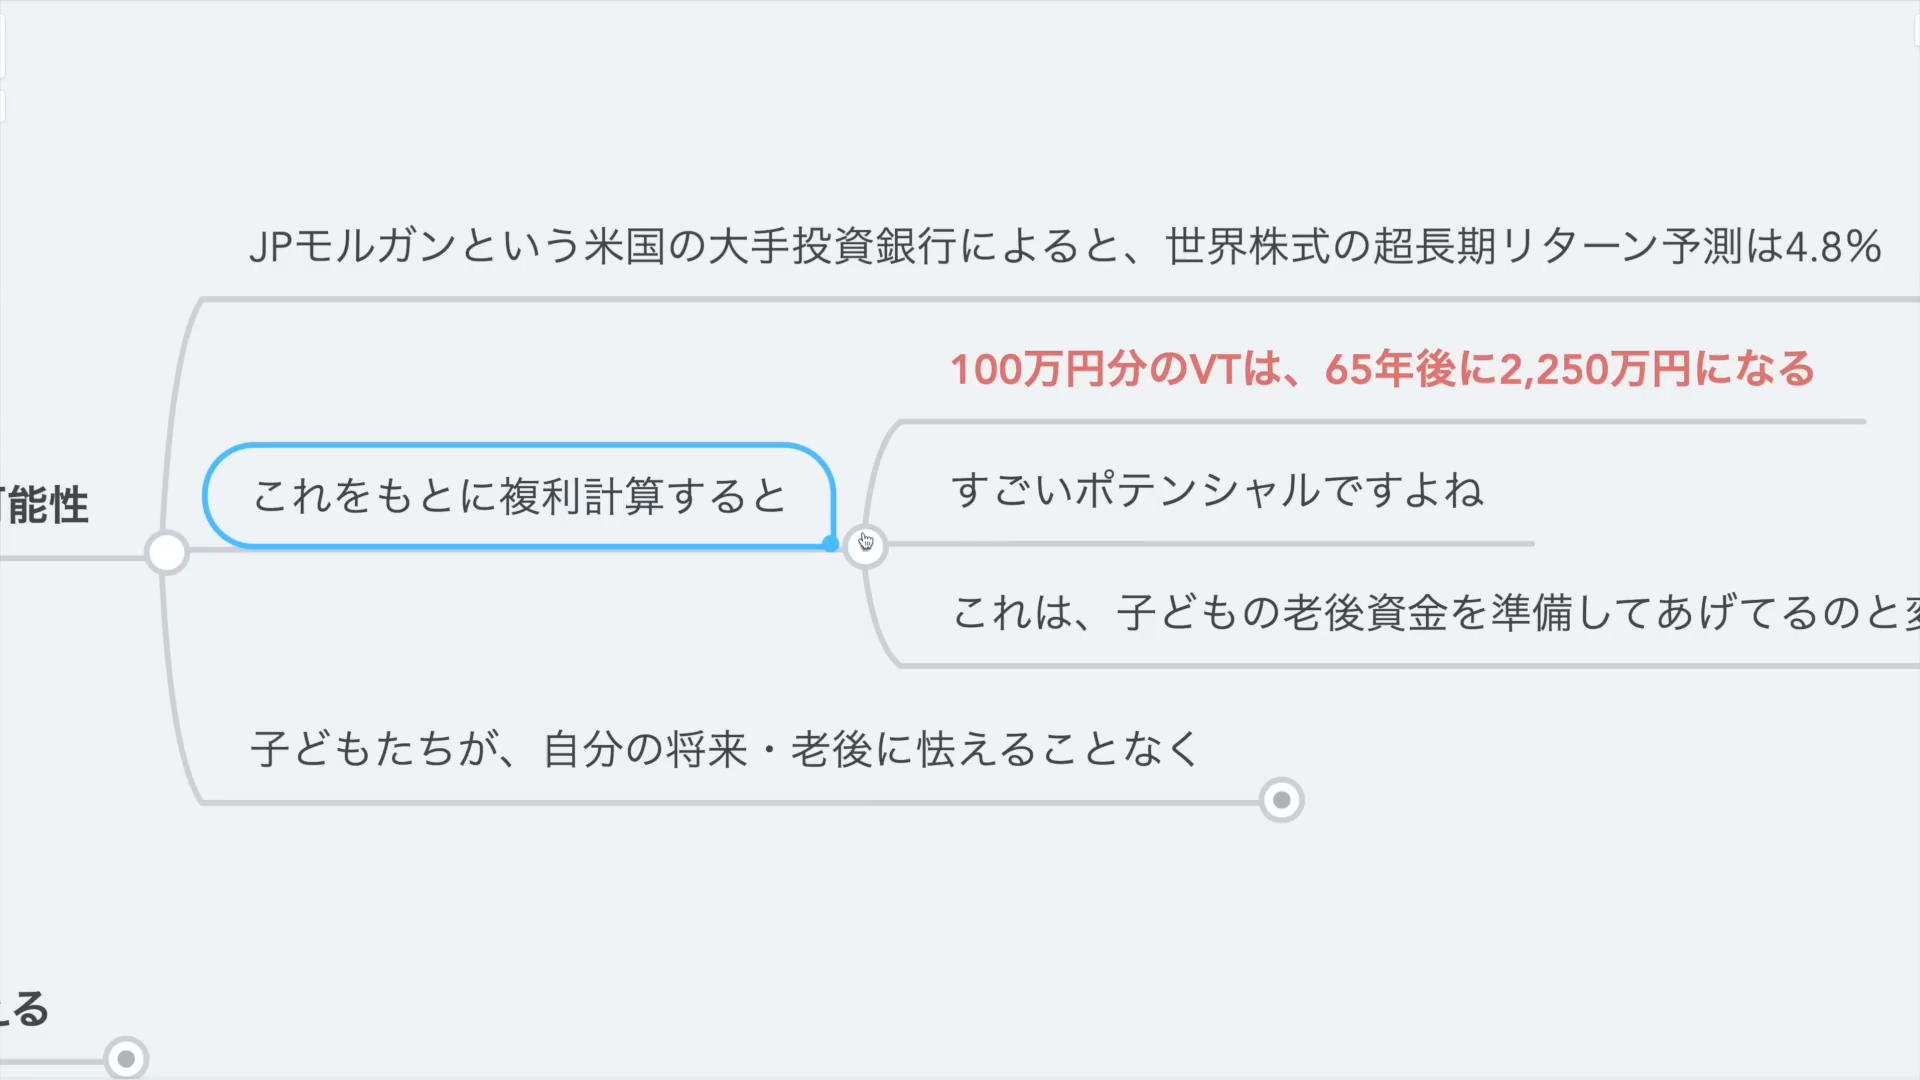 JPモルガンという米国の大手投資銀行によると、世界株式の超長期リターン予測は4.8%
100万円分のVTは、65年後に2,250万円になる
これをもとに複利計算すると
すごいポテンシャルですよね
能性
これは、子どもの老後資金を準備してあげてるのと
子どもたちが、自分の将来・老後に怯えることなく
る